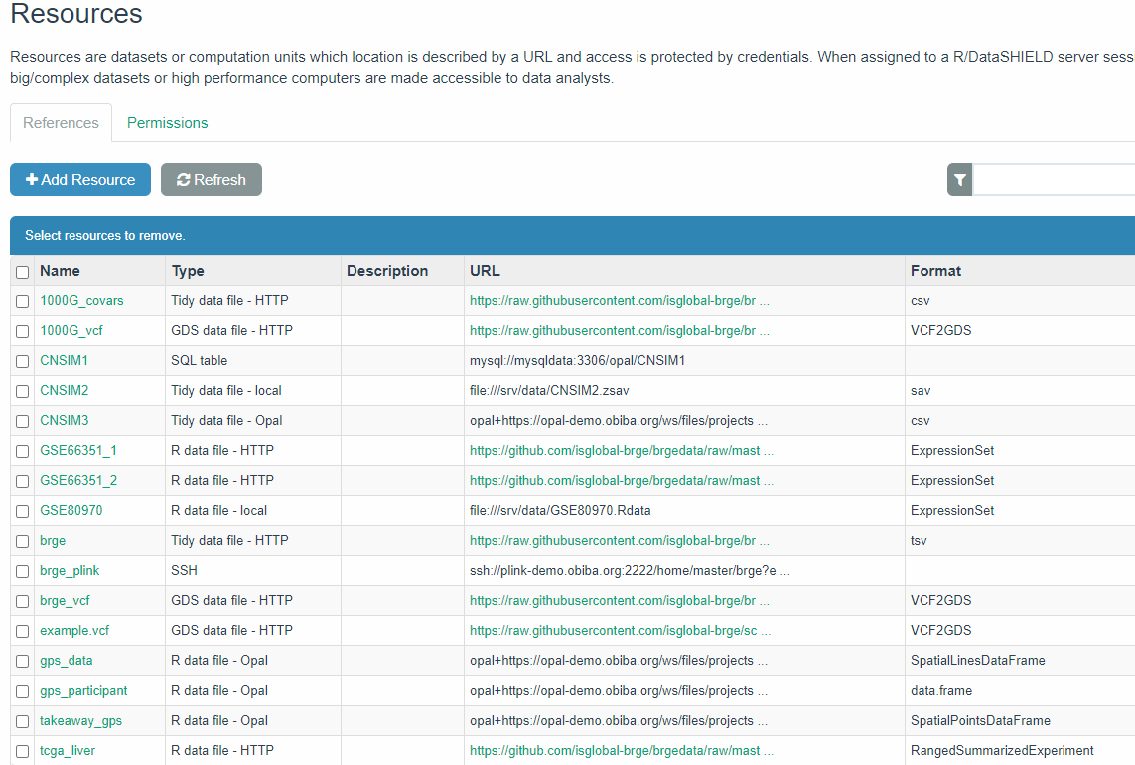 Resources
Resources are datasets or computation units which location is described by a URL and access is protected by credentials. When assigned to a R/DataSHIELD server sessi
big/complex datasets or high performance computers are made accessible to data analysts.
References Permissions
Add Resource Refresh
Select resources to remove.
Name Type Description URL Format
1000G_covars Tidy data file - HTTP https://raw.githubusercontent.com/isglobal-brge/br ... csv
1000G_vcf GDS data file - HTTP https://raw.githubusercontent.com/isglobal-brge/br ... VCF2GDS
CNSIM1 SQL table mysql://mysqldata:3306/opal/CNSIM1
CNSIM2 Tidy data file - local file:///srv/data/CNSIM2.zsav sav
CNSIM3 Tidy data file - Opal opal+https://opal-demo.obiba.org/ws/files/projects ... csv
GSE66351_1 R data file - HTTP https://github.com/isglobal-brge/brgedata/raw/mast ... ExpressionSet
GSE66351_2 R data file - HTTP https://github.com/isglobal-brge/brgedata/raw/mast ... ExpressionSet
GSE80970 R data file - local file:///srv/data/GSE80970.Rdata ExpressionSet
brge Tidy data file - HTTP https://raw.githubusercontent.com/isglobal-brge/br ... tsv
brge_plink SSH ssh://plink-demo.obiba.org:2222/home/master/brge?e ...
brge_vcf GDS data file - HTTP https://raw.githubusercontent.com/isglobal-brge/br ... VCF2GDS
example.vcf GDS data file - HTTP https://raw.githubusercontent.com/isglobal-brge/sc ... VCF2GDS
gps_data R data file - Opal opal+https://opal-demo.obiba.org/ws/files/projects ... SpatialLinesDataFrame
gps_participant R data file - Opal opal+https://opal-demo.obiba.org/ws/files/projects ... data.frame
takeaway_gps R data file - Opal opal+https://opal-demo.obiba.org/ws/files/projects ... SpatialPointsDataFrame
tcga_liver R data file - HTTP https://github.com/isglobal-brge/brgedata/raw/mast ... RangedSummarizedExperiment